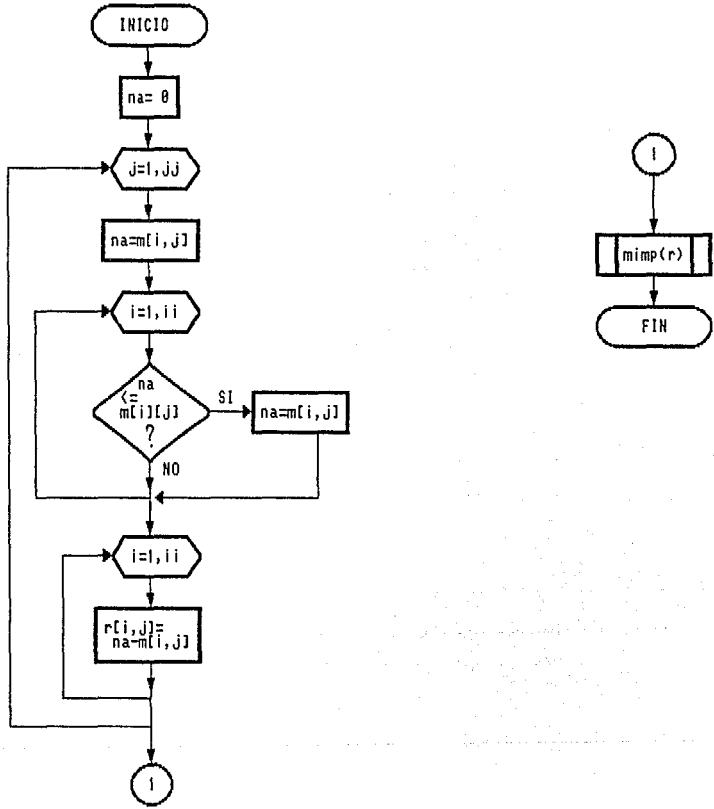 INICIO
na= 0
j=1,jj
na=m[i,j]
i=1,ii
na
<=
m[i][j]
?
SI
na=m[i,j]
NO
i=1,ii
r[i,j]=
na-m[i,j]
1
1
mimp(r)
FIN